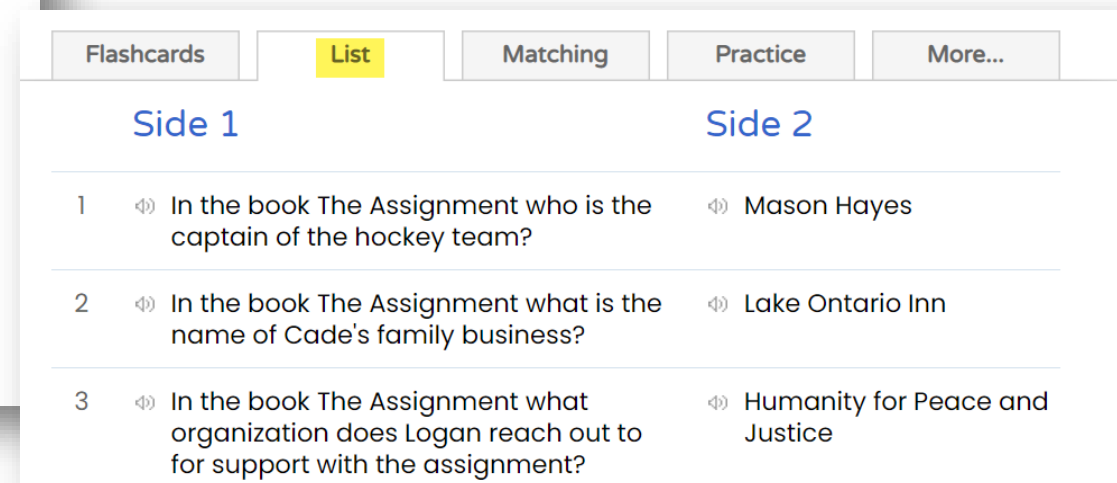 Flashcards List Matching Practice More...
Side 1 Side 2
1 In the book The Assignment who is the Mason Hayes
captain of the hockey team?
2 In the book The Assignment what is the Lake Ontario Inn
name of Cade's family business?
3 In the book The Assignment what Humanity for Peace and
organization does Logan reach out to Justice
for support with the assignment?